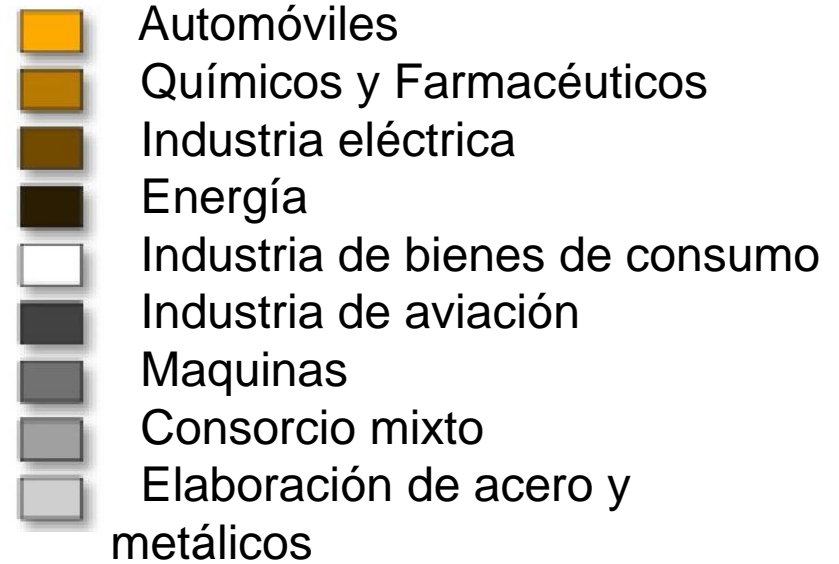 Automóviles
Químicos y Farmacéuticos
Industria eléctrica
Energía
Industria de bienes de consumo
Industria de aviación
Maquinas
Consorcio mixto
Elaboración de acero y
metálicos